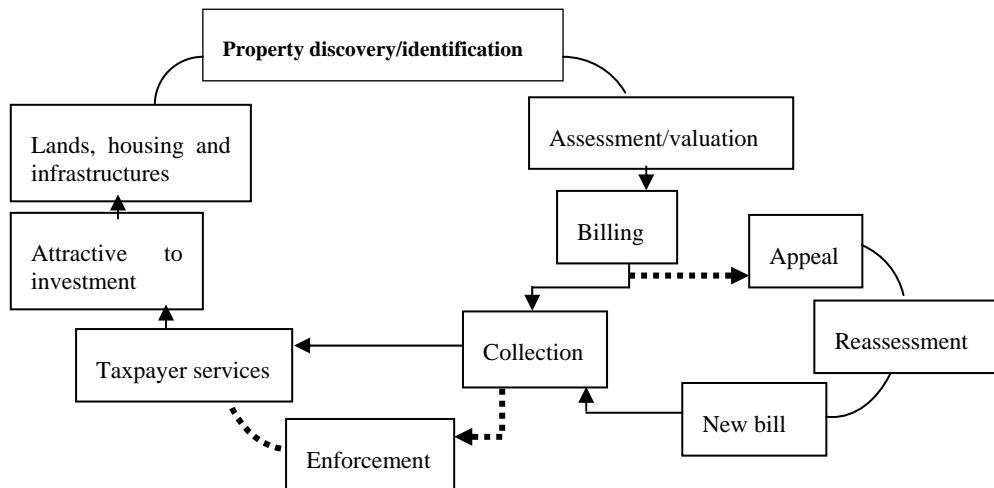 Property discovery/identification
Lands, housing and
infrastructures
Assessment/valuation
Attractive to
investment
Billing
Appeal
Taxpayer services
Collection
Reassessment
New bill
Enforcement